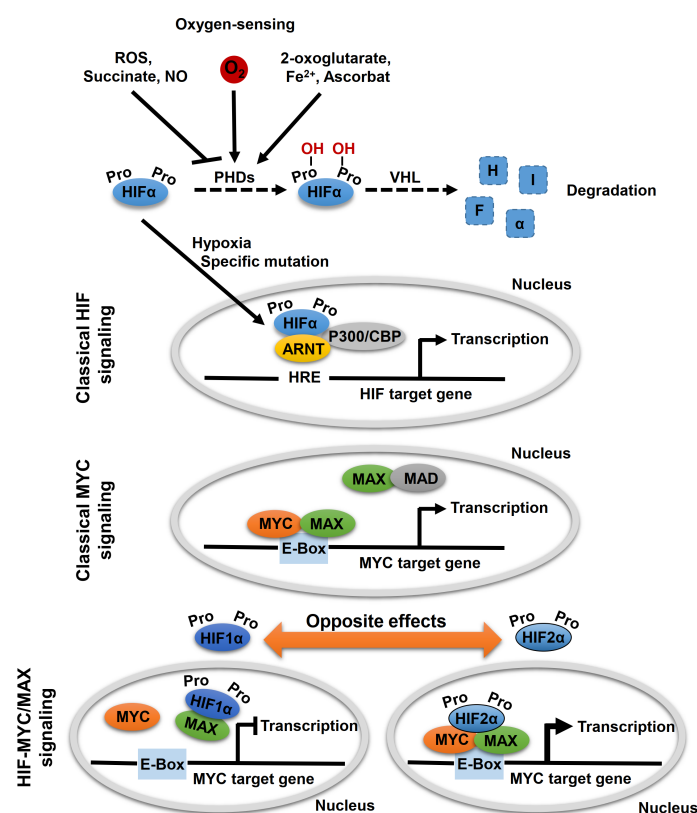 Oxygen-sensing
ROS,
Succinate, NO
O2
2-oxoglutarate,
Fe2+, Ascorbat
OH OH
Pro Pro
HIFα
PHDs
Pro Pro
HIFα
VHL
H
I
F
α
Degradation
Hypoxia
Specific mutation
Nucleus
Classical HIF
signaling
Pro Pro
HIFα
P300/CBP
ARNT
Transcription
HRE
HIF target gene
Nucleus
Classical MYC
signaling
MAX MAD
Transcription
MYC MAX
E-Box
MYC target gene
Opposite effects
Pro Pro
HIF1α
Pro Pro
HIF2α
HIF-MYC/MAX
signaling
Pro Pro
HIF1α
MYC
MAX
Transcription
E-Box
MYC target gene
Nucleus
Pro Pro
HIF2α
MYC MAX
Transcription
E-Box
MYC target gene
Nucleus